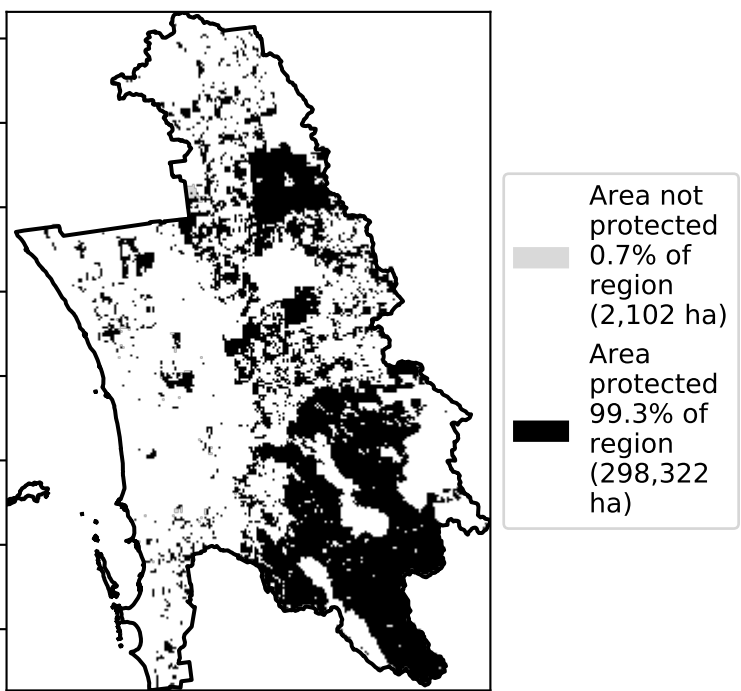 Area not
protected
0.7% of
region
(2,102 ha)
Area
protected
99.3% of
region
(298,322
ha)